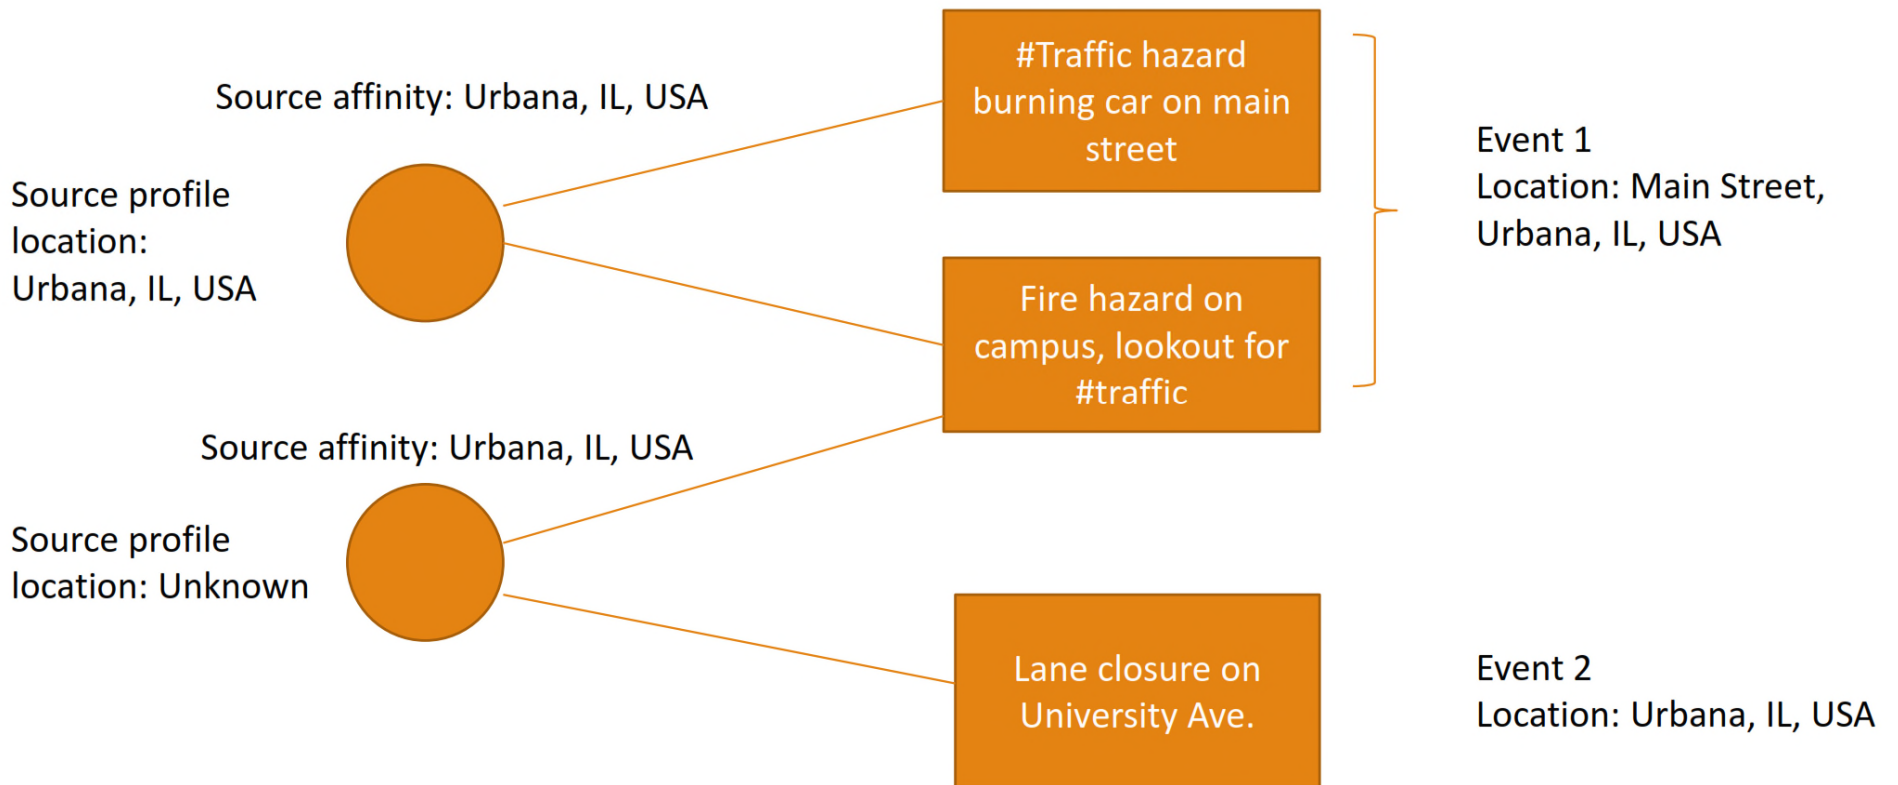 #Traffic hazard
burning car on main
street
Source affinity: Urbana, IL, USA
Event 1
Location: Main Street,
Urbana, IL, USA
Source profile
location:
Urbana, IL, USA
Fire hazard on
campus, lookout for
#traffic
Source affinity: Urbana, IL, USA
Source profile
location: Unknown
Lane closure on
University Ave.
Event 2
Location: Urbana, IL, USA